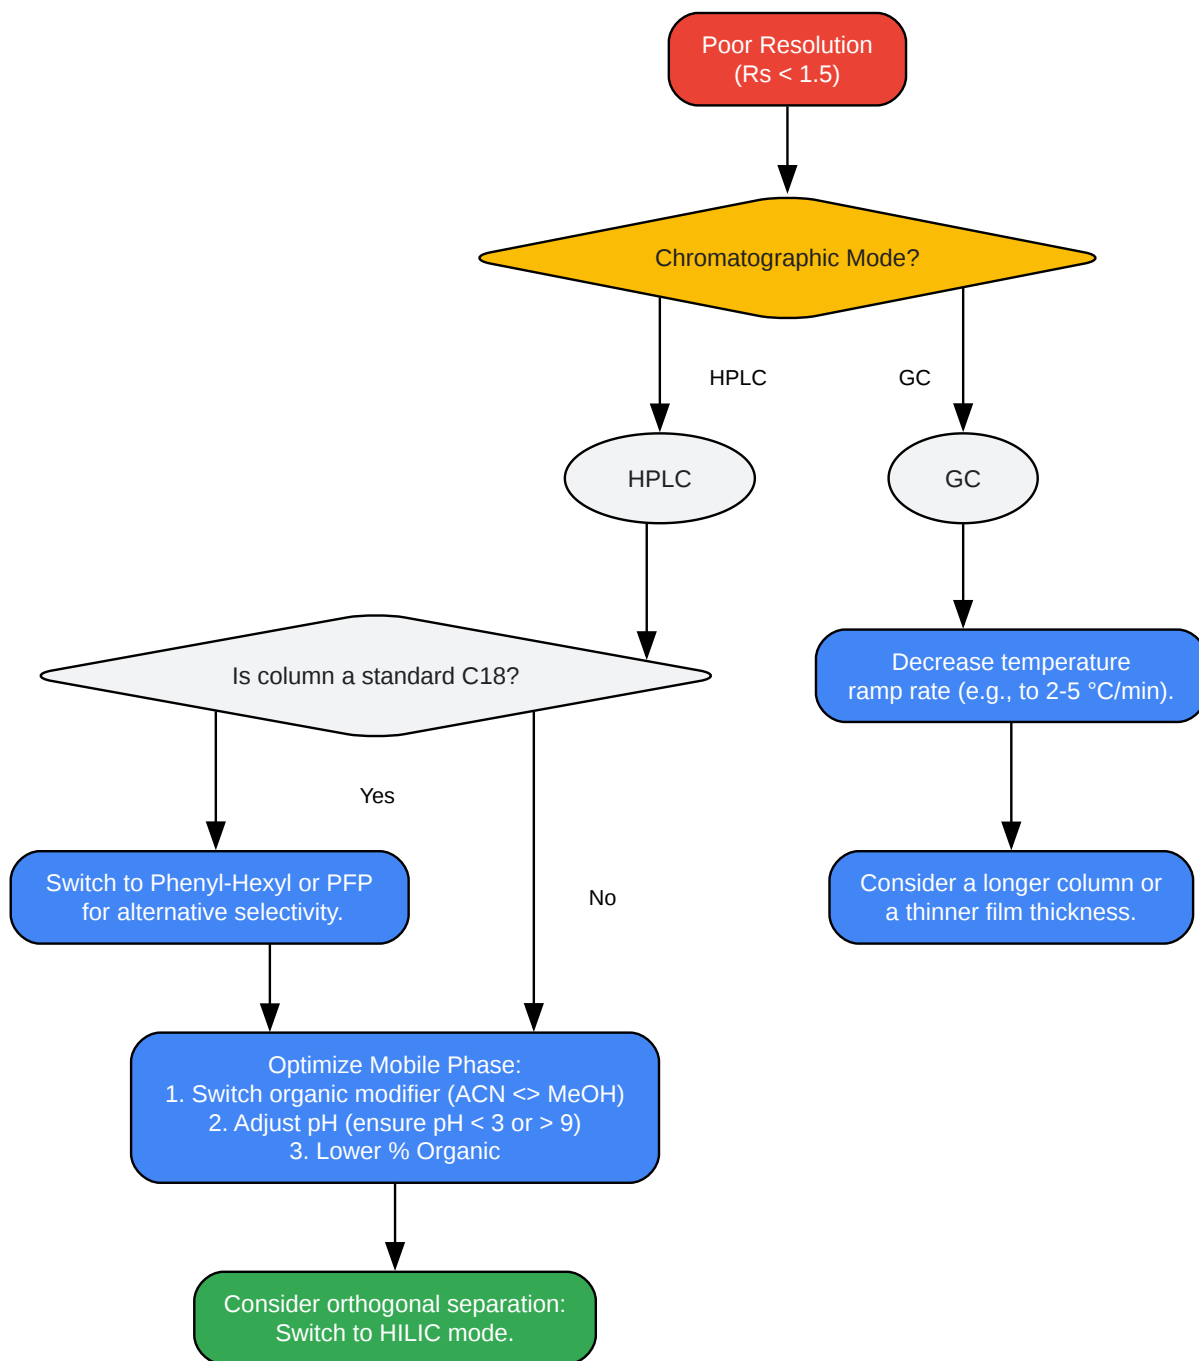 Poor Resolution
(Rs < 1.5)
Chromatographic Mode?
HPLC
GC
HPLC
GC
Is column a standard C18?
Decrease temperature
ramp rate (e.g., to 2-5 °C/min).
Yes
Switch to Phenyl-Hexyl or PFP
for alternative selectivity.
No
Consider a longer column or
a thinner film thickness.
Optimize Mobile Phase:
1. Switch organic modifier (ACN <> MeOH)
2. Adjust pH (ensure pH < 3 or > 9)
3. Lower % Organic
Consider orthogonal separation:
Switch to HILIC mode.